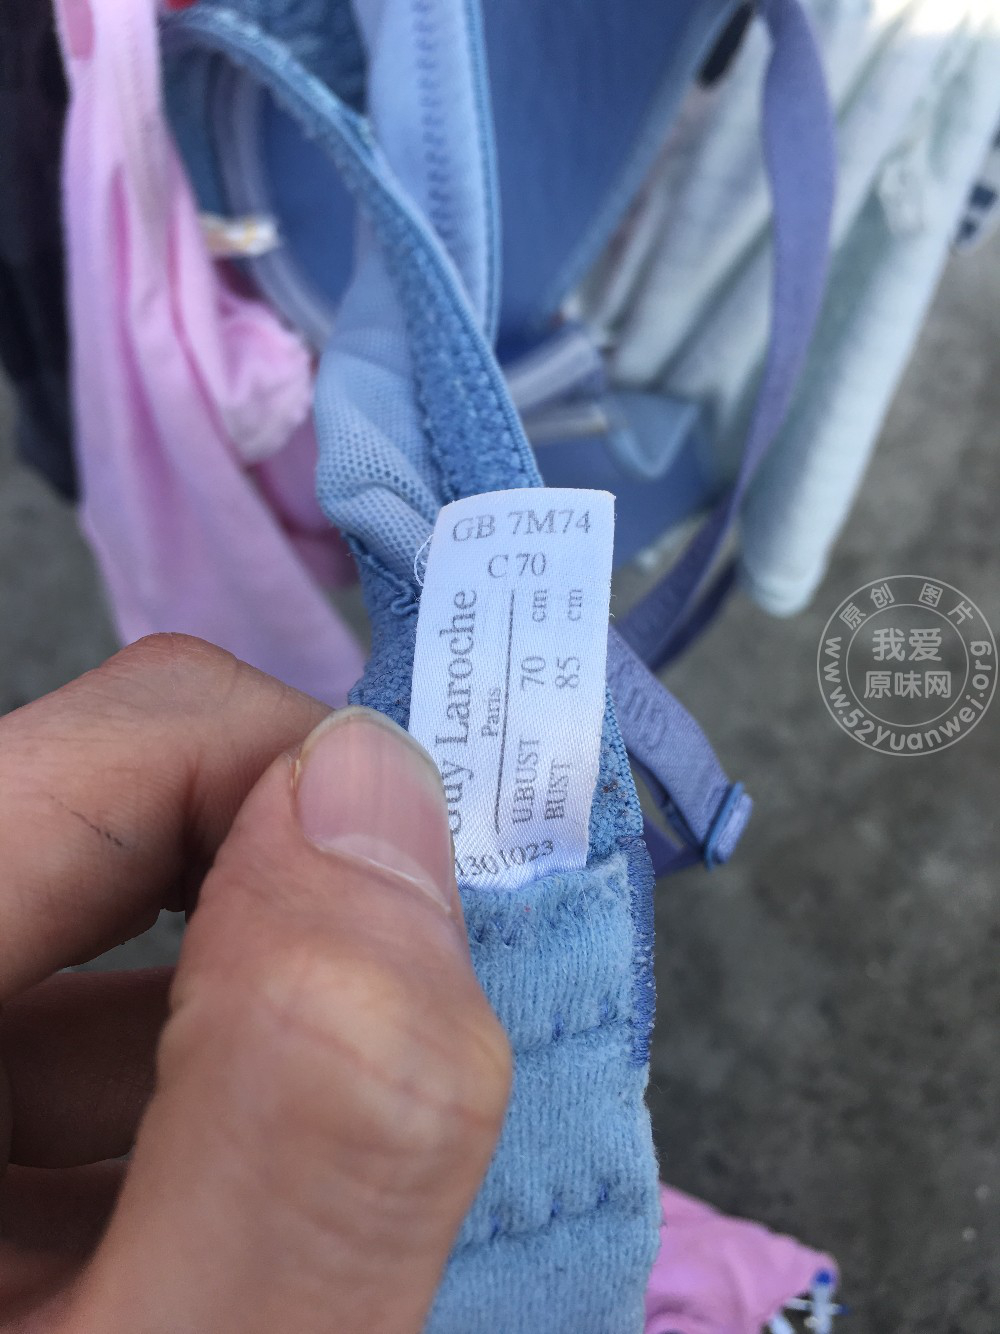 GB 7M74
C 70
Guy Laroche
Paris
UBUST 70 cm
BUST 85 cm
1301023
原创图片
我爱
原味网
www.52yuanwei.org